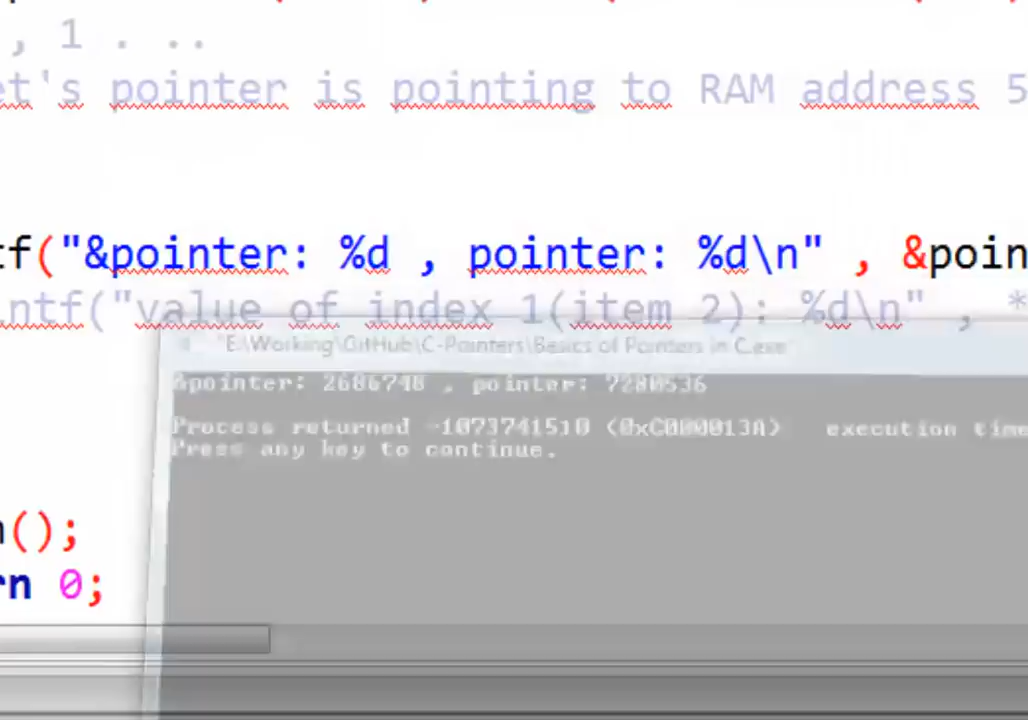 , 1 . ..
et's pointer is pointing to RAM address 5
tf("&pointer: %d , pointer: %d\n" , &poin
.ntf("value of index 1(item 2): %d\n" , *
"E:\Working\GitHub\C-Pointers\Basics of Pointers in C.exe"
&pointer: 2686748 , pointer: 7280536
Process returned -1073741510 (0xC000013A) execution time
Press any key to continue.
n();
rn 0;